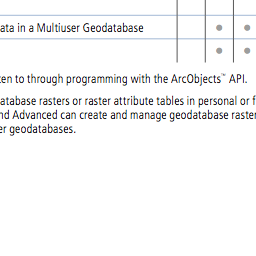 ata in a Multiuser Geodatabase
ten to through programming with the ArcObjects™ API.
atabase rasters or raster attribute tables in personal or f
nd Advanced can create and manage geodatabase raster
er geodatabases.